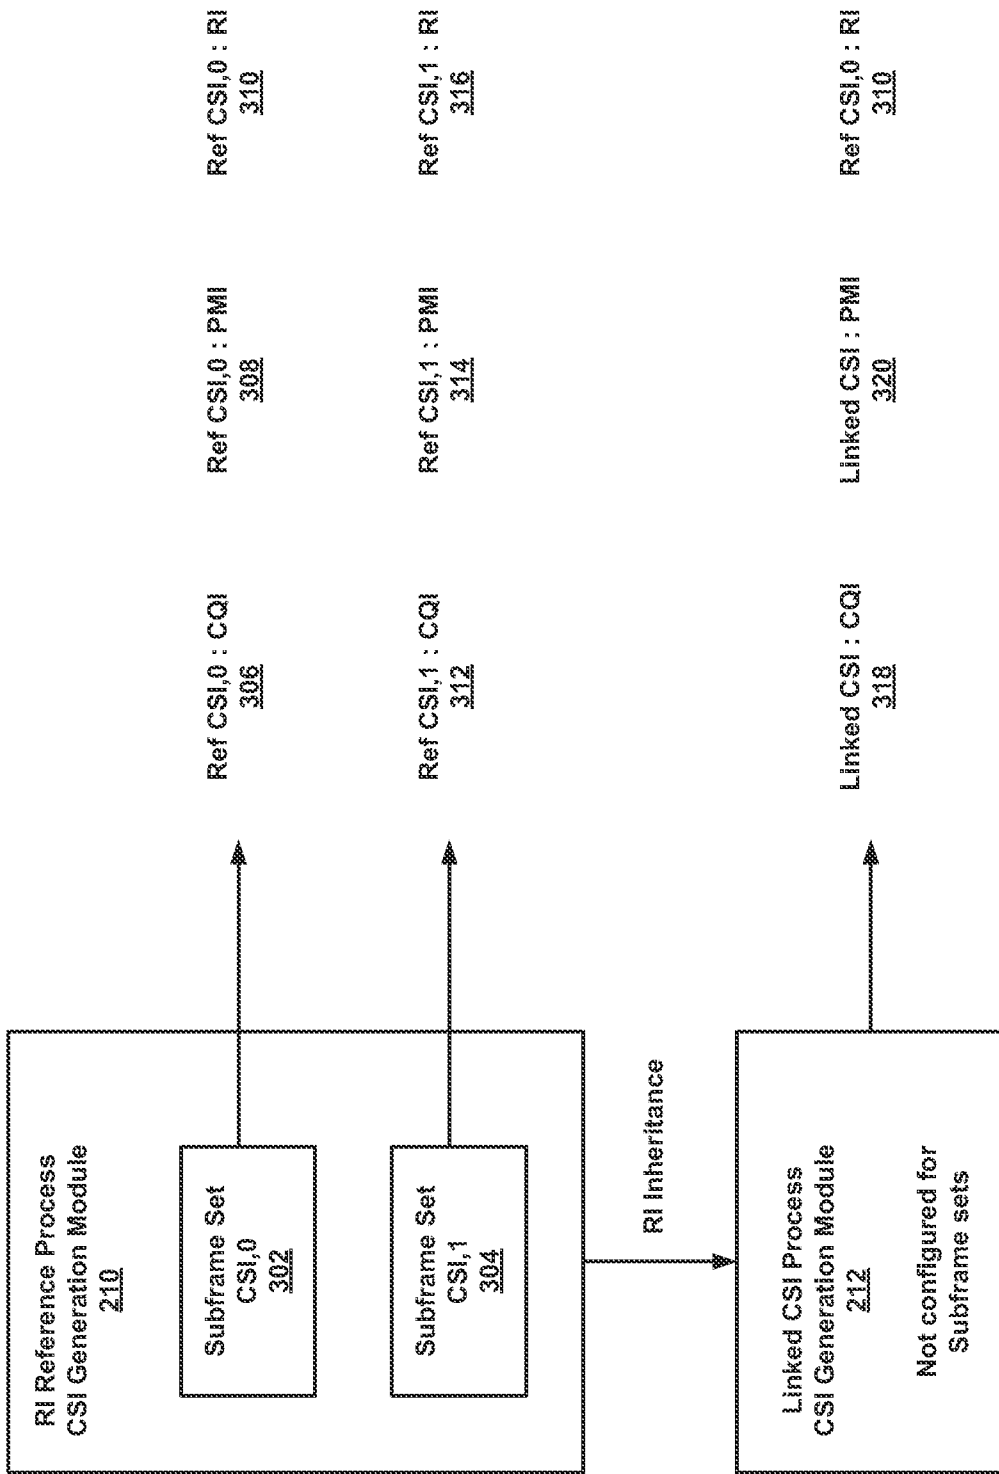 RI Reference Process
CSI Generation Module
210
Subframe Set
CSI,0
302
Ref CSI,0 : CQI
306
Ref CSI,0 : PMI
308
Ref CSI,0 : RI
310
Subframe Set
CSI,1
304
Ref CSI,1 : CQI
312
Ref CSI,1 : PMI
314
Ref CSI,1 : RI
316
RI Inheritance
Linked CSI Process
CSI Generation Module
212
Not configured for
Subframe sets
Linked CSI : CQI
318
Linked CSI : PMI
320
Ref CSI,0 : RI
310